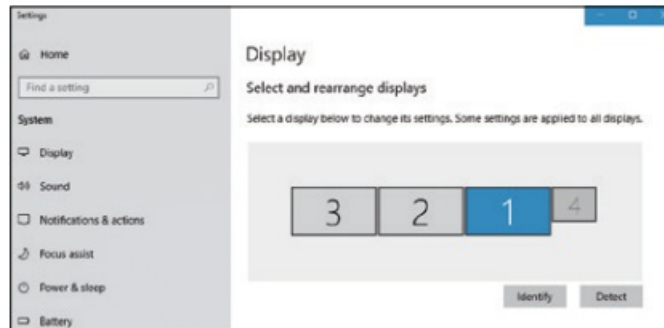 Settings
Home
Find a setting
System
Display
Sound
Notifications & actions
Focus assist
Power & sleep
Battery
Display
Select and rearrange displays
Select a display below to change its settings. Some settings are applied to all displays.
3 2 1 4
Identify Detect